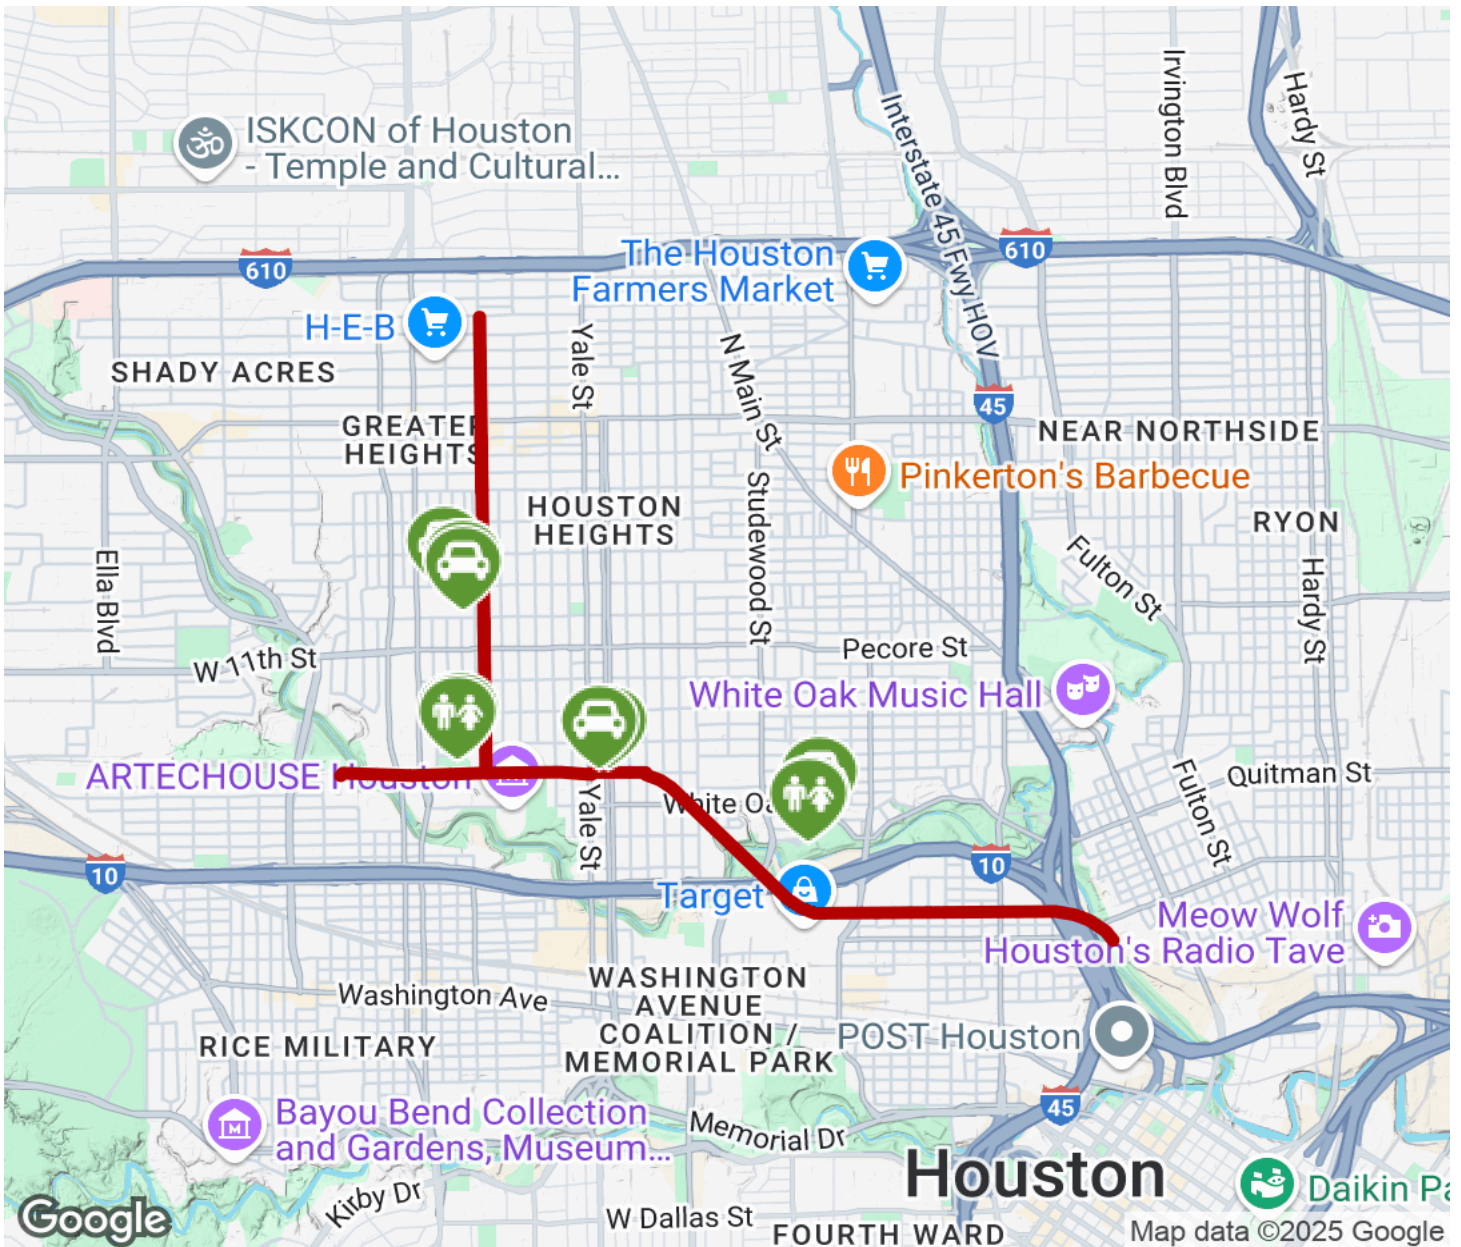 ISKCON of Houston
- Temple and Cultural...
Interstate 45 Fwy HOV
Irvington Blvd
Hardy St
610
The Houston
Farmers Market
610
H-E-B
Yale St
N Main St
SHADY ACRES
45
GREATER
HEIGHTS
NEAR NORTHSIDE
Pinkerton's Barbecue
HOUSTON
HEIGHTS
Studewood St
RYON
Ella Blvd
Fulton St
Hardy St
W 11th St
Pecore St
White Oak Music Hall
ARTECHOUSE Houston
Quitman St
Yale St
White Oa
Fulton St
10
10
Target
Meow Wolf
Houston's Radio Tave
Washington Ave
WASHINGTON
AVENUE
COALITION /
MEMORIAL PARK
POST Houston
RICE MILITARY
45
Bayou Bend Collection
and Gardens, Museum...
M
Memorial Dr
Houston
Kirby Dr
Daikin Pa
Google
W Dallas St
FOURTH WARD
Map data ©2025 Google